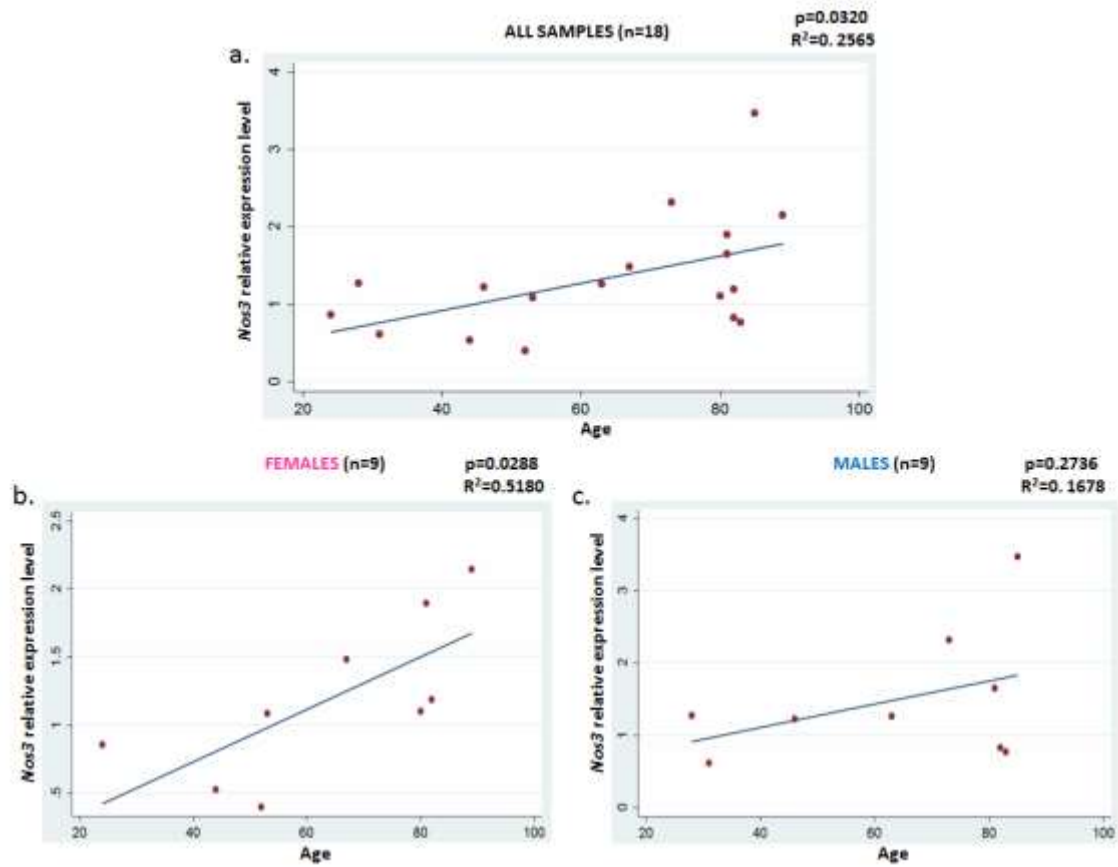 ALL SAMPLES (n=18)
p=0.0320
R²=0. 2565
a.
Nos3 relative expression level
4
3
2
1
0
20 40 60 80 100
Age
FEMALES (n=9)
p=0.0288
R²=0.5180
b.
Nos3 relative expression level
2.5
2
1.5
1
.5
20 40 60 80 100
Age
MALES (n=9)
p=0.2736
R²=0. 1678
c.
Nos3 relative expression level
4
3
2
1
0
20 40 60 80 100
Age